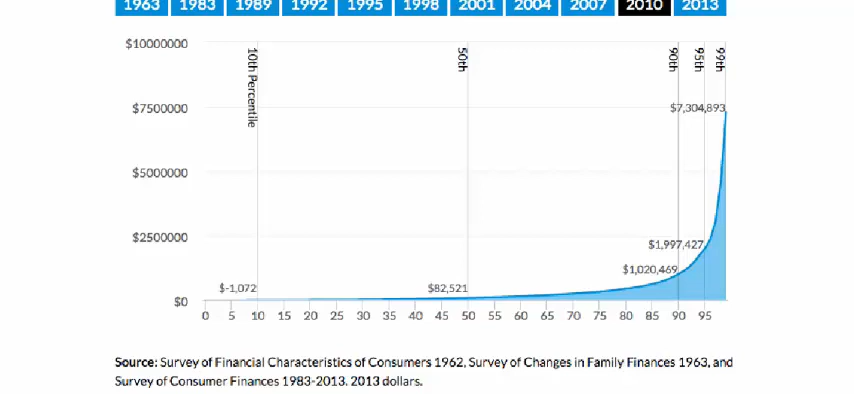 1963 1983 1989 1992 1995 1998 2001 2004 2007 2010 2013
$10000000
10th Percentile
50th
90th
95th
99th
$7500000
$7,304,893
$5000000
$2500000
$1,997,427
$1,020,469
$-1,072
$82,521
$0
0 5 10 15 20 25 30 35 40 45 50 55 60 65 70 75 80 85 90 95
Source: Survey of Financial Characteristics of Consumers 1962, Survey of Changes in Family Finances 1963, and
Survey of Consumer Finances 1983-2013. 2013 dollars.